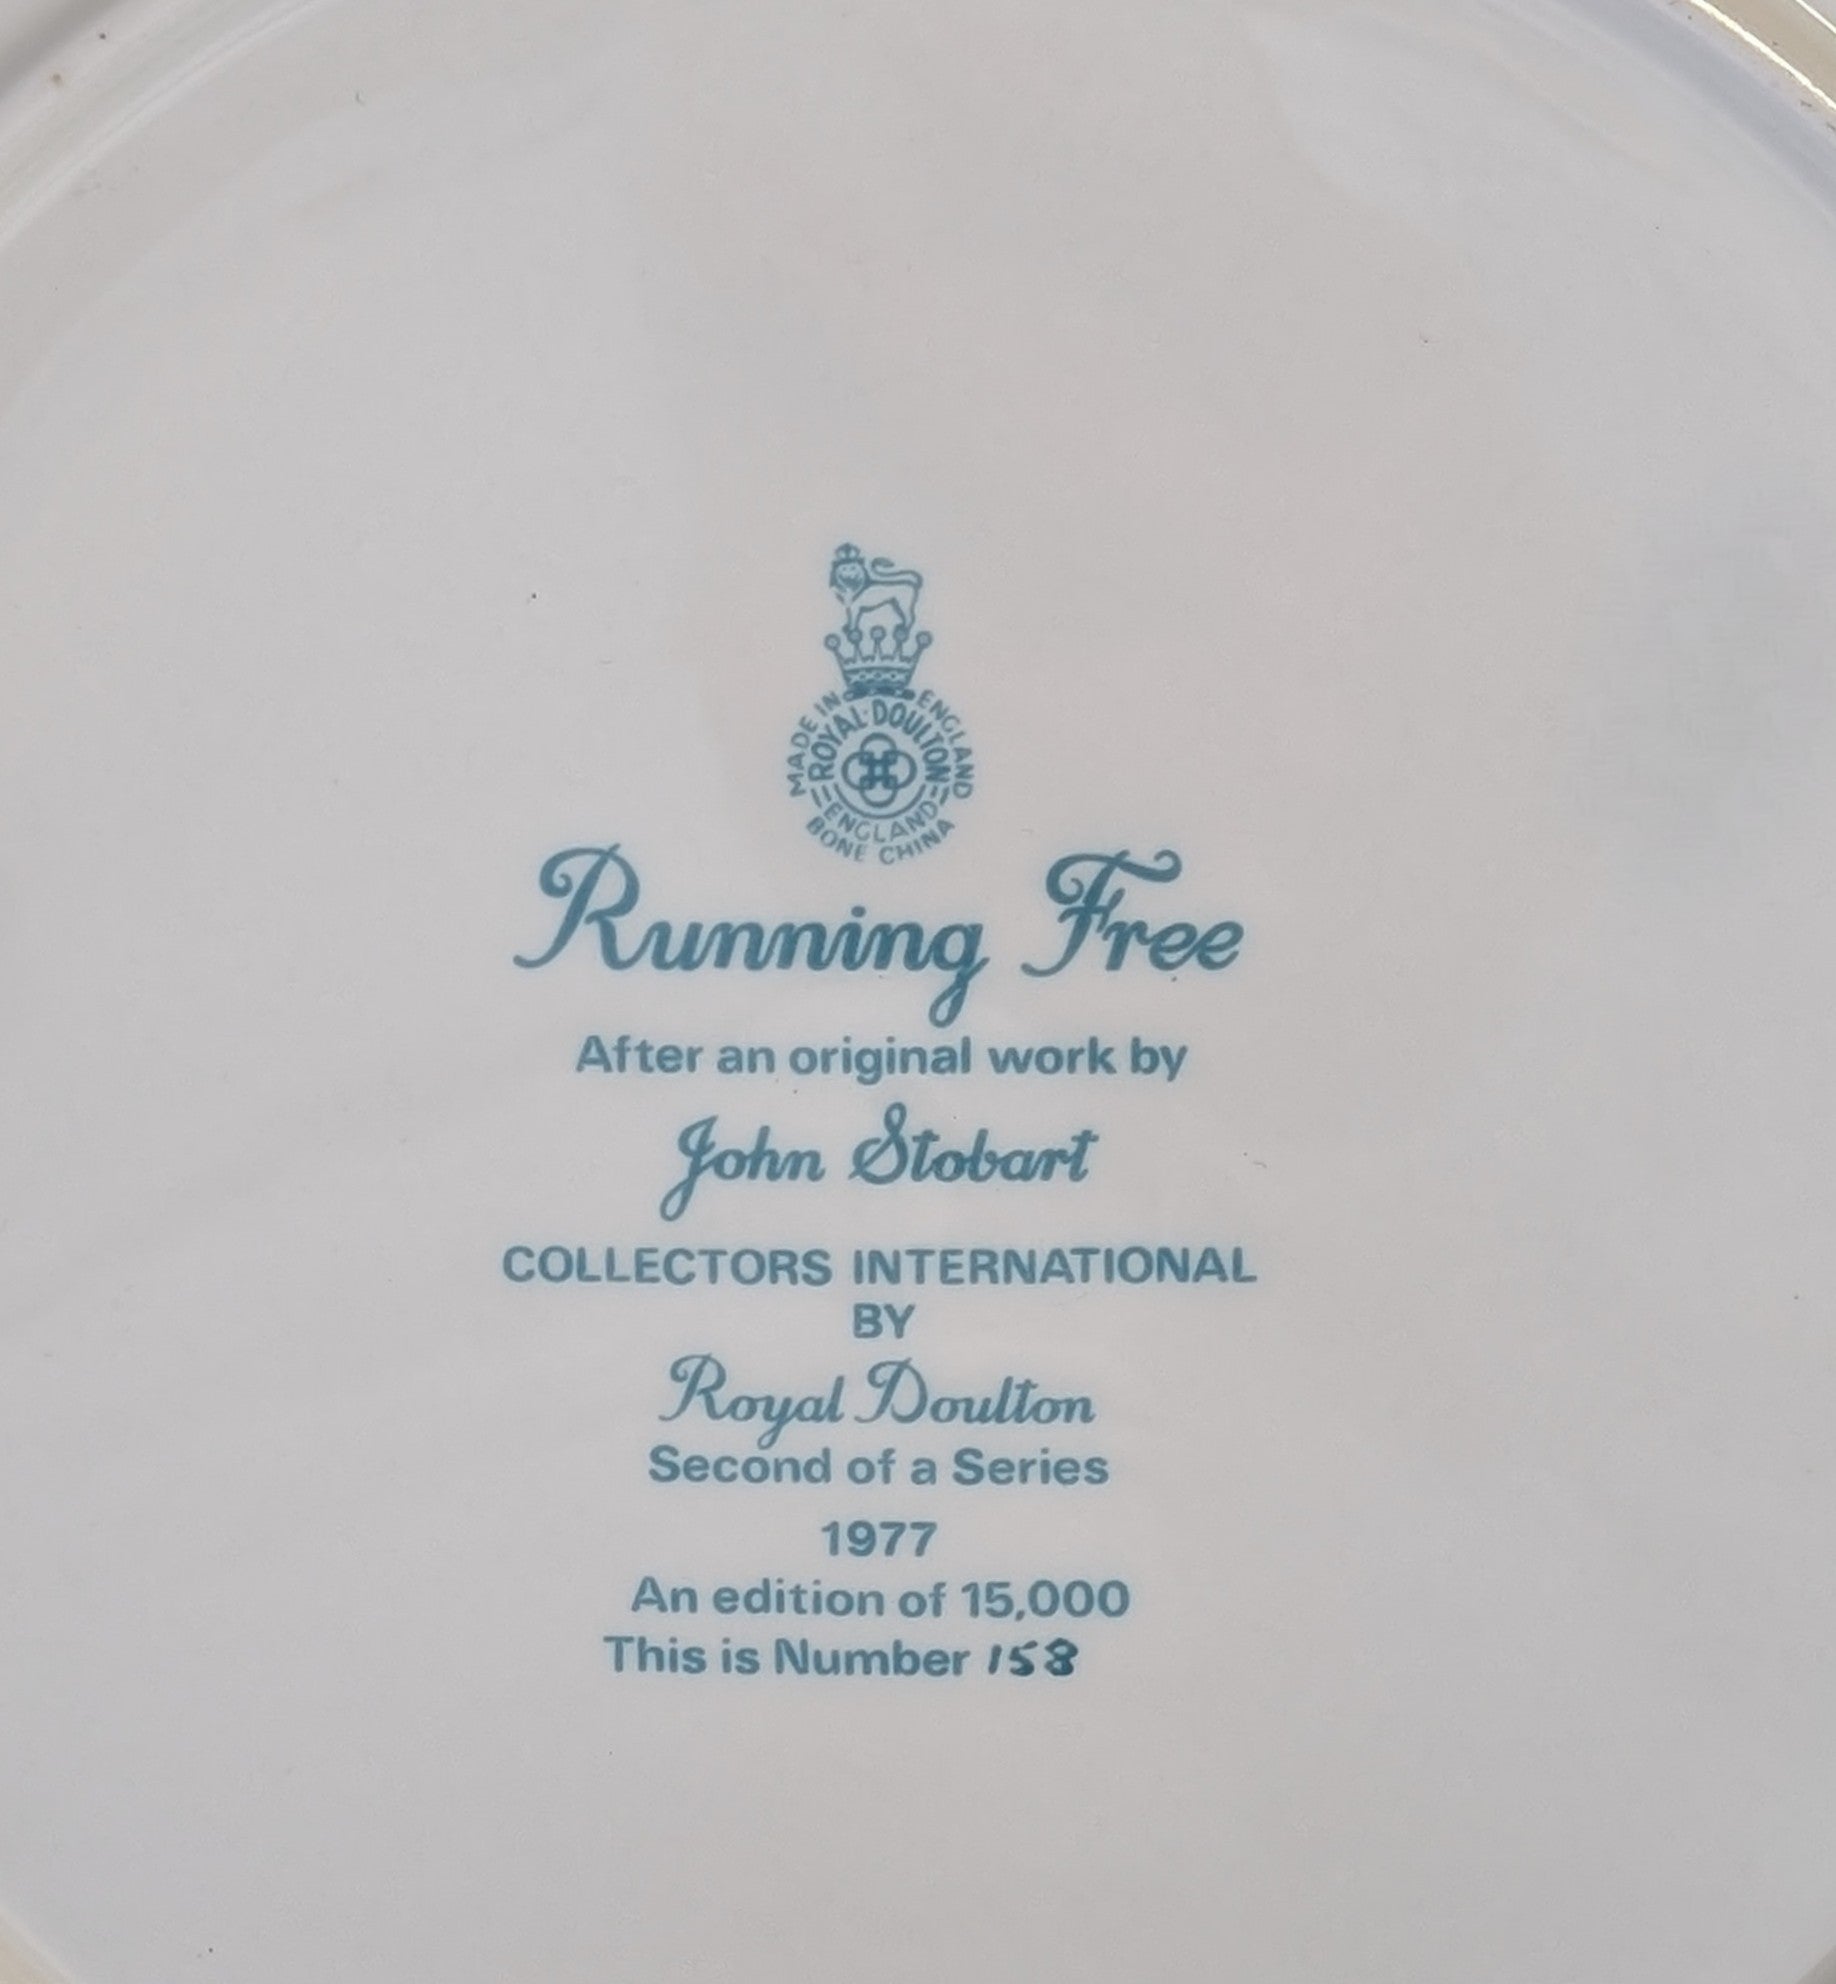 MADE IN ENGLAND
ROYAL·DOULTON
ENGLAND
BONE CHINA
Running Free
After an original work by
John Stobart
COLLECTORS INTERNATIONAL
BY
Royal Doulton
Second of a Series
1977
An edition of 15,000
This is Number 158